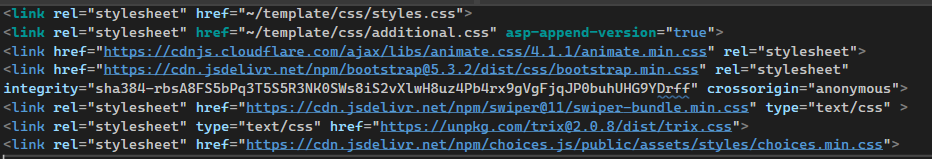 <link rel="stylesheet" href="~/template/css/styles.css">
<link rel="stylesheet" href="~/template/css/additional.css" asp-append-version="true">
<link href="https://cdnjs.cloudflare.com/ajax/libs/animate.css/4.1.1/animate.min.css" rel="stylesheet">
<link href="https://cdn.jsdelivr.net/npm/bootstrap@5.3.2/dist/css/bootstrap.min.css" rel="stylesheet"
integrity="sha384-rbsA8FS5bPq3T5S5R3NK0SWs8iS2vXlwH8uz4Pb4rx9gVgFjqJP0buhUHG9YDrff" crossorigin="anonymous">
<link rel="stylesheet" href="https://cdn.jsdelivr.net/npm/swiper@11/swiper-bundle.min.css" type="text/css" >
<link rel="stylesheet" type="text/css" href="https://unpkg.com/trix@2.0.8/dist/trix.css">
<link rel="stylesheet" href="https://cdn.jsdelivr.net/npm/choices.js/public/assets/styles/choices.min.css">